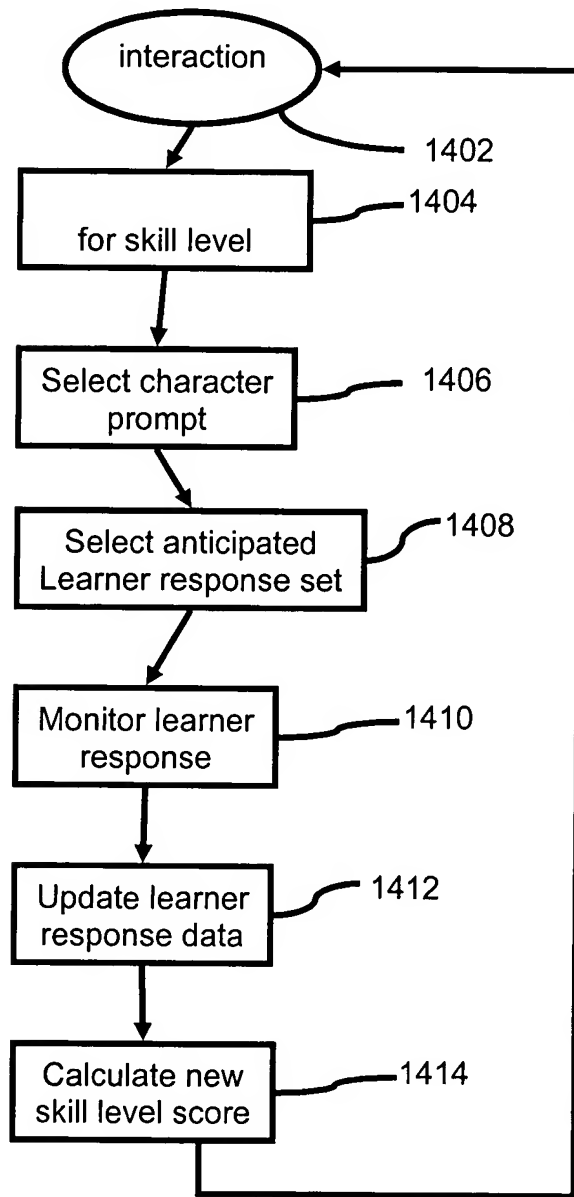 interaction
1402
1404
for skill level
Select character
prompt
1406
Select anticipated
Learner response set
1408
Monitor learner
response
1410
Update learner
response data
1412
Calculate new
skill level score
1414